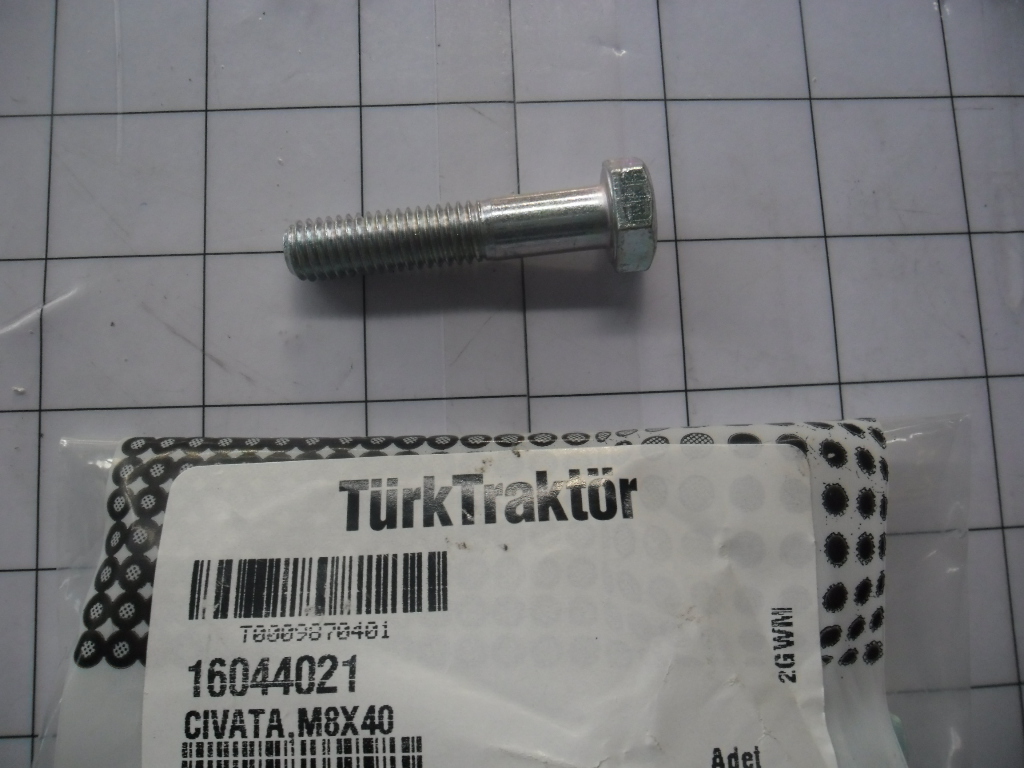 TürkTraktör
T0009870401
16044021
CIVATA,M8X40
2GWM
Adet